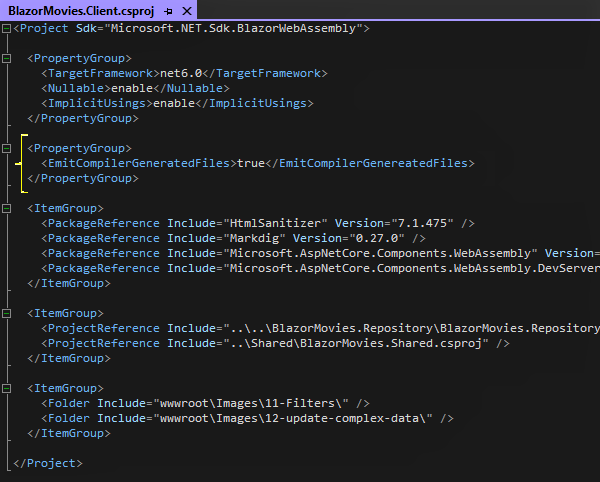 BlazorMovies.Client.csproj
<Project Sdk="Microsoft.NET.Sdk.BlazorWebAssembly">
<PropertyGroup>
<TargetFramework>net6.0</TargetFramework>
<Nullable>enable</Nullable>
<ImplicitUsings>enable</ImplicitUsings>
</PropertyGroup>
<PropertyGroup>
<EmitCompilerGeneratedFiles>true</EmitCompilerGenereatedFiles>
</PropertyGroup>
<ItemGroup>
<PackageReference Include="HtmlSanitizer" Version="7.1.475" />
<PackageReference Include="Markdig" Version="0.27.0" />
<PackageReference Include="Microsoft.AspNetCore.Components.WebAssembly" Version=
<PackageReference Include="Microsoft.AspNetCore.Components.WebAssembly.DevServer
</ItemGroup>
<ItemGroup>
<ProjectReference Include="..\..\BlazorMovies.Repository\BlazorMovies.Repository
<ProjectReference Include="..\Shared\BlazorMovies.Shared.csproj" />
</ItemGroup>
<ItemGroup>
<Folder Include="wwwroot\Images\11-Filters\" />
<Folder Include="wwwroot\Images\12-update-complex-data\" />
</ItemGroup>
</Project>